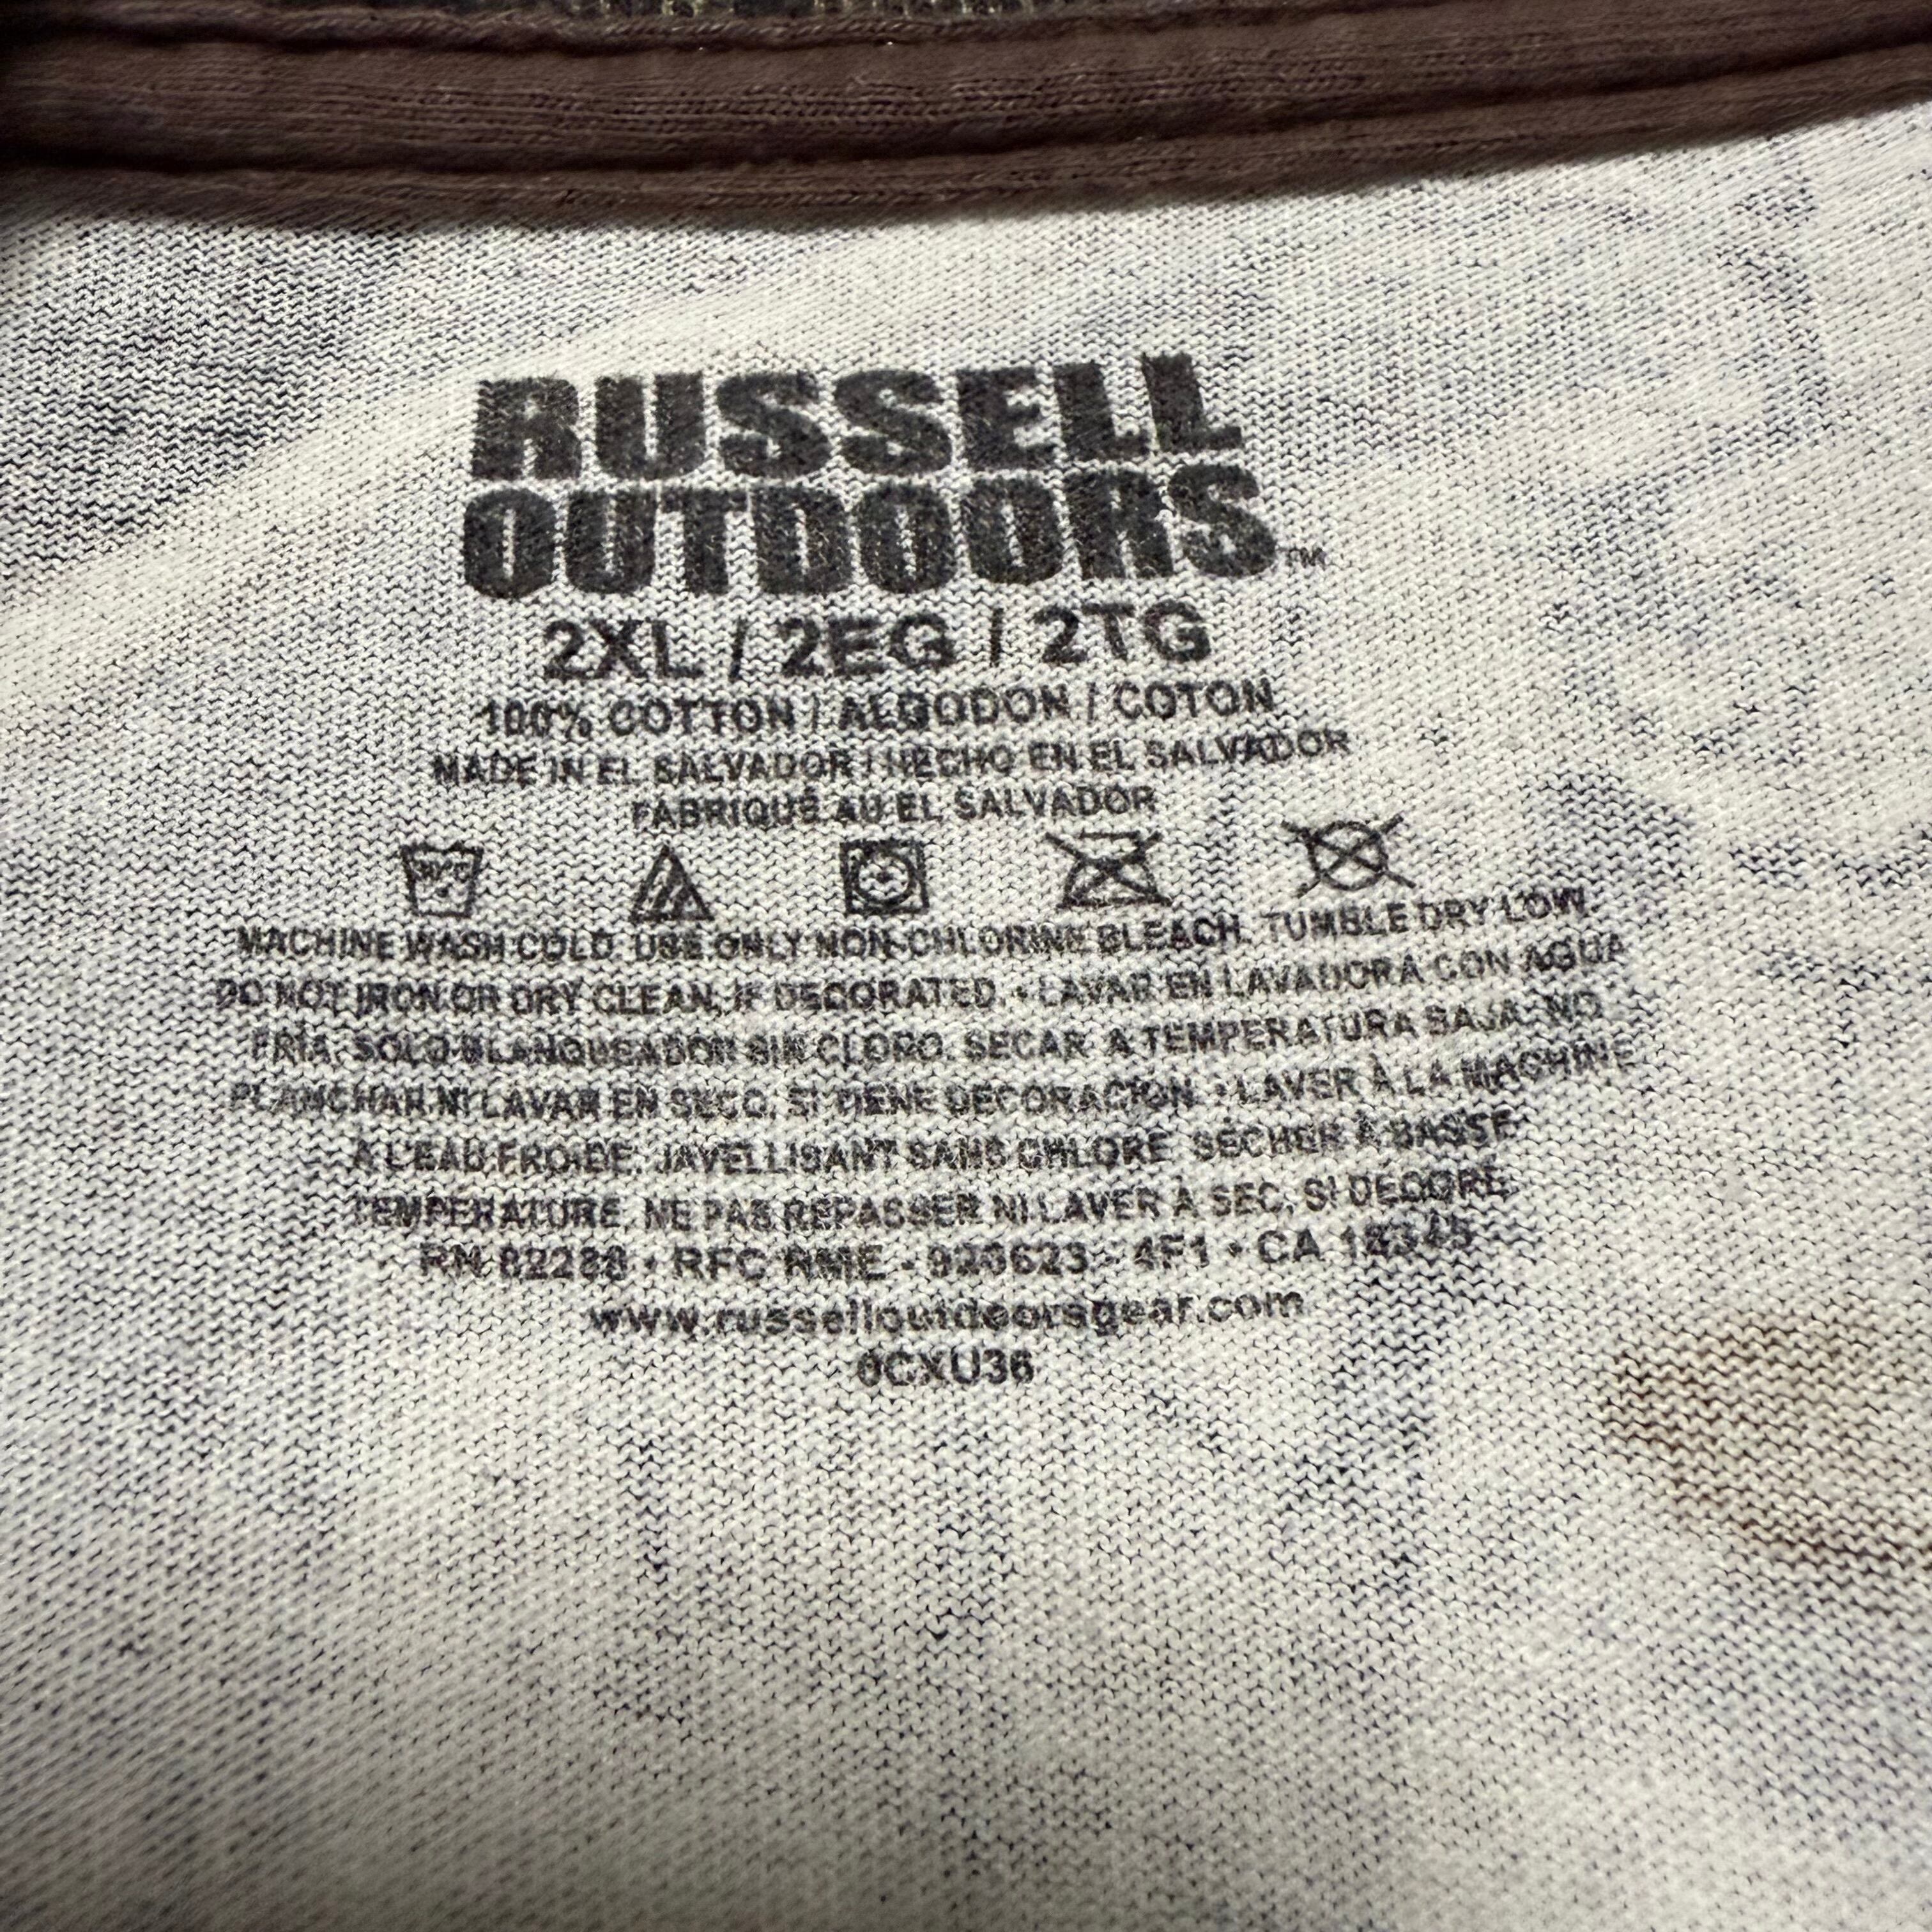 RUSSELL
OUTDOORS™
2XL / 2EG / 2TG
100% COTTON / ALGODON / COTON
MADE IN EL SALVADOR / HECHO EN EL SALVADOR
FABRIQUÉ AU EL SALVADOR
30°C
MACHINE WASH COLD. USE ONLY NON-CHLORINE BLEACH. TUMBLE DRY LOW.
DO NOT IRON OR DRY CLEAN, IF DECORATED. • LAVAR EN LAVADORA CON AGUA
FRÍA. SOLO BLANQUEADOR SIN CLORO. SECAR A TEMPERATURA BAJA. NO
PLANCHAR NI LAVAR EN SECO, SI TIENE DECORACIÓN. • LAVER À LA MACHINE
À L'EAU FROIDE. JAVELLISANT SANS CHLORE. SÉCHER À BASSE
TEMPÉRATURE. NE PAS REPASSER NI LAVER À SEC, SI DÉCORÉ.
RN 82288 • RFC RME - 920623 - 4F1 • CA
www.russelloutdoorsgear.com
0CXU36